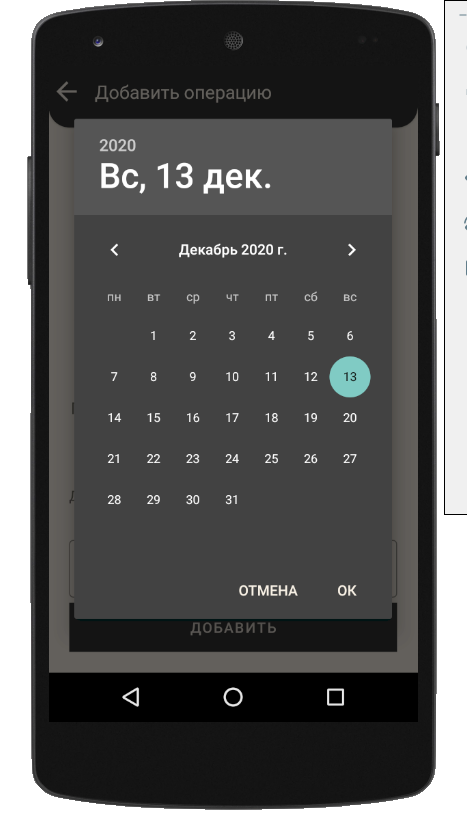 Добавить операцию
2020
Вс, 13 дек.
Декабрь 2020 г.
пн вт ср чт пт сб вс
1 2 3 4 5 6
7 8 9 10 11 12 13
14 15 16 17 18 19 20
21 22 23 24 25 26 27
28 29 30 31
ОТМЕНА ОК
ДОБАВИТЬ